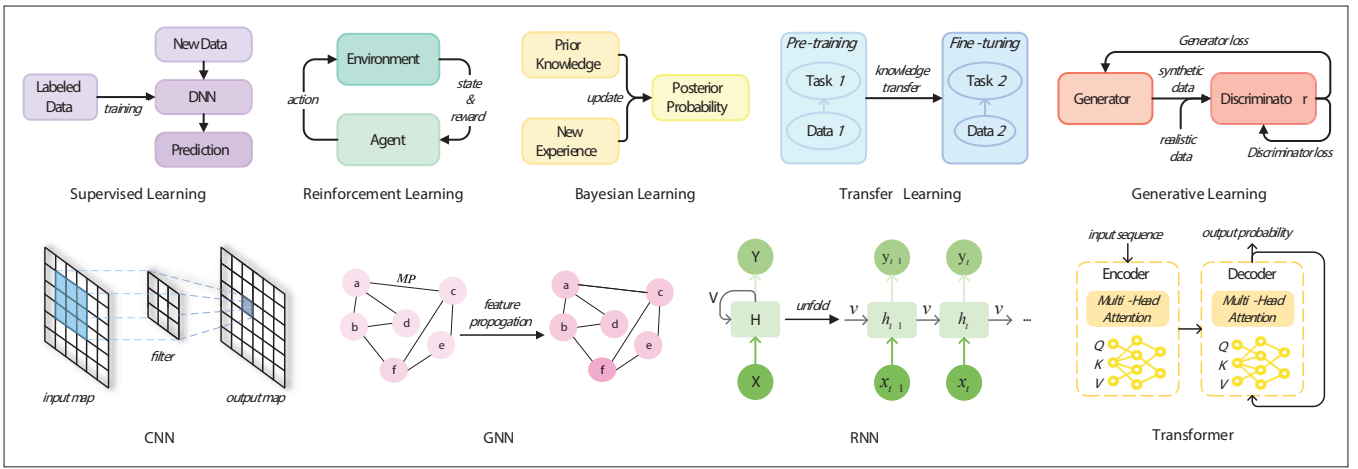 New Data
Labeled
Data
training
DNN
Prediction
Supervised Learning
Environment
action
state
&
reward
Agent
Reinforcement Learning
Prior
Knowledge
update
Posterior
Probability
New
Experience
Bayesian Learning
Pre-training
Task 1
Data 1
knowledge
transfer
Fine-tuning
Task 2
Data 2
Transfer Learning
Generator loss
Generator
synthetic
data
Discriminato r
realistic
data
Discriminator loss
Generative Learning
input map
filter
output map
CNN
a
MP
c
b
d
e
f
feature
propogation
a
c
b
d
e
f
GNN
Y
V
H
X
unfold
y t 1
y t
v
h t 1
v
h t
v
...
x t 1
x t
RNN
input sequence
output probability
Encoder
Multi -Head
Attention
Q
K
V
Decoder
Multi -Head
Attention
Q
K
V
Transformer